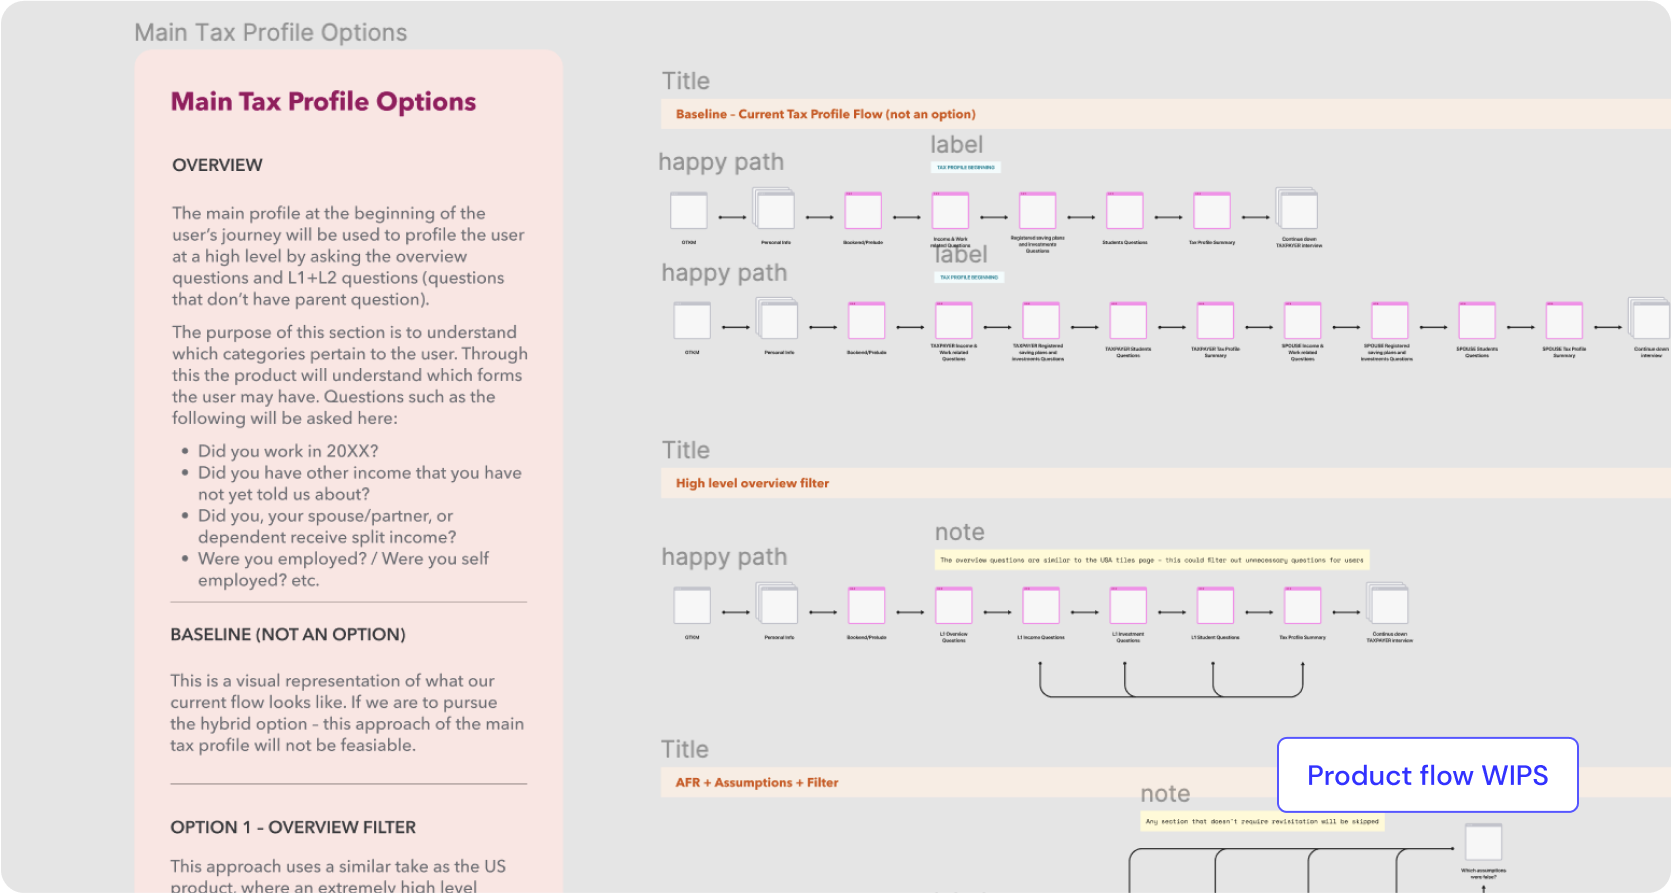 Main Tax Profile Options
Main Tax Profile Options
OVERVIEW
The main profile at the beginning of the
user's journey will be used to profile the user
at a high level by asking the overview
questions and L1+L2 questions (questions
that don't have parent question).
The purpose of this section is to understand
which categories pertain to the user. Through
this the product will understand which forms
the user may have. Questions such as the
following will be asked here:
• Did you work in 20XX?
• Did you have other income that you have
not yet told us about?
• Did you, your spouse/partner, or
dependent receive split income?
• Were you employed? / Were you self
employed? etc.
BASELINE (NOT AN OPTION)
This is a visual representation of what our
current flow looks like. If we are to pursue
the hybrid option – this approach of the main
tax profile will not be feasiable.
OPTION 1 – OVERVIEW FILTER
This approach uses a similar take as the US
product, where an extremely high level
Title
Baseline – Current Tax Profile Flow (not an option)
happy path
label
TAX PROFILE BEGINNING
OTXM
Personal Info
Bookend/Prelude
Income & Work
related Questions
Registered saving plans
and Investments
Questions
Students Questions
Tax Profile Summary
Continue down
TAXPAYER interview
happy path
label
TAX PROFILE BEGINNING
OTXM
Personal Info
Bookend/Prelude
TAXPAYER Income &
Work related
Questions
TAXPAYER Registered
saving plans and
Investments Questions
TAXPAYER Students
Questions
TAXPAYER Tax Profile
Summary
SPOUSE Income &
Work related
Questions
SPOUSE Registered
saving plans and
Investments Questions
SPOUSE Students
Questions
SPOUSE Tax Profile
Summary
Continue down
interview
Title
High level overview filter
happy path
note
The overview questions are similar to the USA tiles page - this could filter out unnecessary questions for users
OTXM
Personal Info
Bookend/Prelude
L1 Overview
Questions
L1 Income Questions
L1 Investment
Questions
L1 Student Questions
Tax Profile Summary
Continue down
TAXPAYER interview
Title
AFR + Assumptions + Filter
Product flow WIPS
note
Any section that doesn't require revisitation will be skipped
Which assumptions
were false?